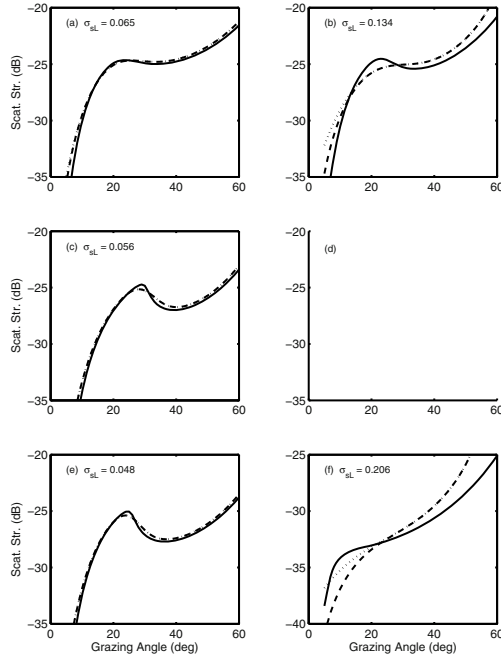 (a) σsL = 0.065
(b) σsL = 0.134
−20
−25
−30
−35
Scat. Str. (dB)
0 20 40 60
−20
−25
−30
−35
0 20 40 60
(c) σsL = 0.056
(d)
−20
−25
−30
−35
Scat. Str. (dB)
0 20 40 60
−20
−25
−30
−35
0 20 40 60
(e) σsL = 0.048
(f) σsL = 0.206
−20
−25
−30
−35
Scat. Str. (dB)
0 20 40 60
Grazing Angle (deg)
−25
−30
−35
−40
0 20 40 60
Grazing Angle (deg)